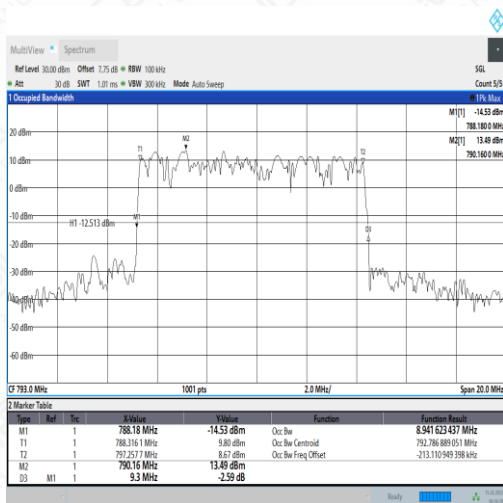 MultiView Spectrum
Ref Level 30.00 dBm Offset 7.75 dB RBW 100 kHz SGL
Att 30 dB SWT 1.01 ms VBW 300 kHz Mode Auto Sweep Count 5/5
1 Occupied Bandwidth 1Pk Max
M1[1] -14.53 dBm
788.180 0 MHz
M2[1] 13.49 dBm
790.160 0 MHz
20 dBm
M2
T1
T2
10 dBm
0 dBm
-10 dBm
M1
H1 -12.513 dBm
D3
-20 dBm
-30 dBm
-40 dBm
-50 dBm
-60 dBm
CF 793.0 MHz 1001 pts 2.0 MHz/ Span 20.0 MHz
2 Marker Table
Type Ref Trc X-Value Y-Value Function Function Result
M1 1 788.18 MHz -14.53 dBm Occ Bw 8.941 623 437 MHz
T1 1 788.316 1 MHz 9.80 dBm Occ Bw Centroid 792.786 889 051 MHz
T2 1 797.257 7 MHz 8.67 dBm Occ Bw Freq Offset -213.110 949 398 kHz
M2 1 790.16 MHz 13.49 dBm
D3 M1 1 9.3 MHz -2.59 dB
Ready